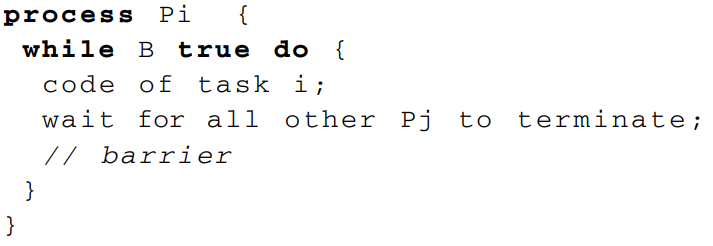 process Pi {
while B true do {
code of task i;
wait for all other Pj to terminate;
// barrier
}
}